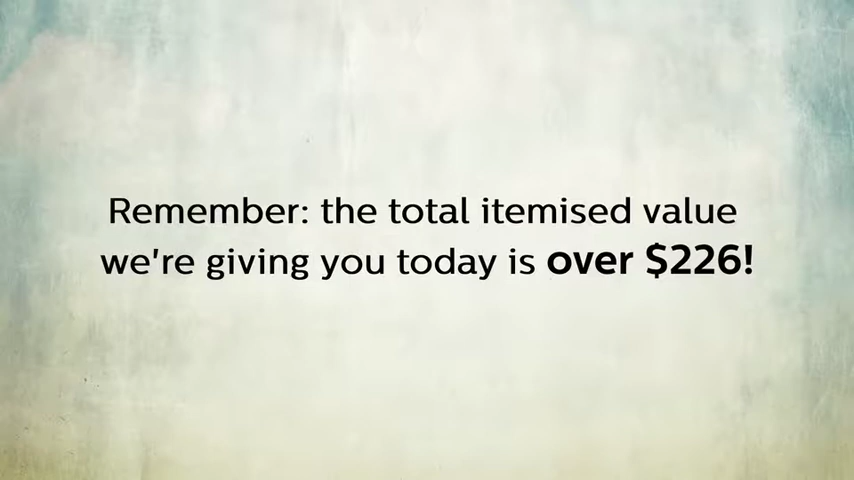 Remember: the total itemised value
we're giving you today is over $226!